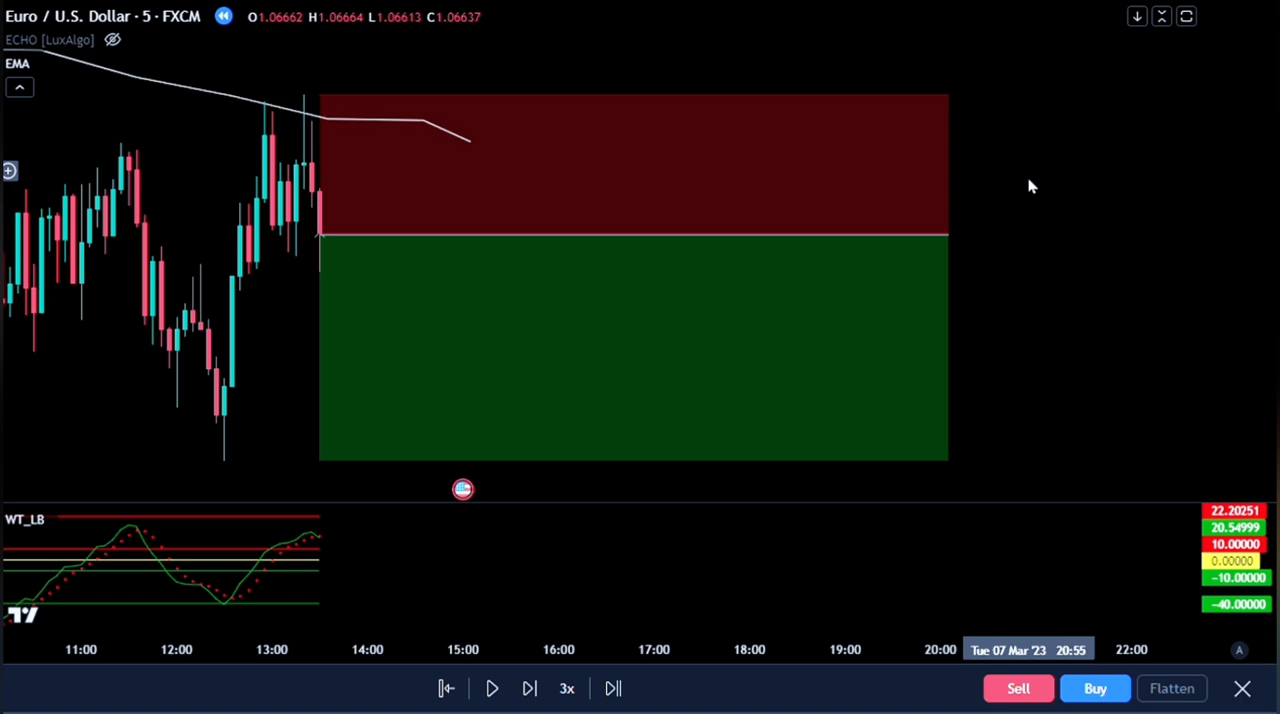 Euro / U.S. Dollar · 5 · FXCM O1.06662 H1.06664 L1.06613 C1.06637
ECHO [LuxAlgo]
EMA
WT_LB
22.20251
20.54999
10.00000
0.00000
−10.00000
−40.00000
11:00 12:00 13:00 14:00 15:00 16:00 17:00 18:00 19:00 20:00 Tue 07 Mar '23 20:55 22:00 A
3x Sell Buy Flatten